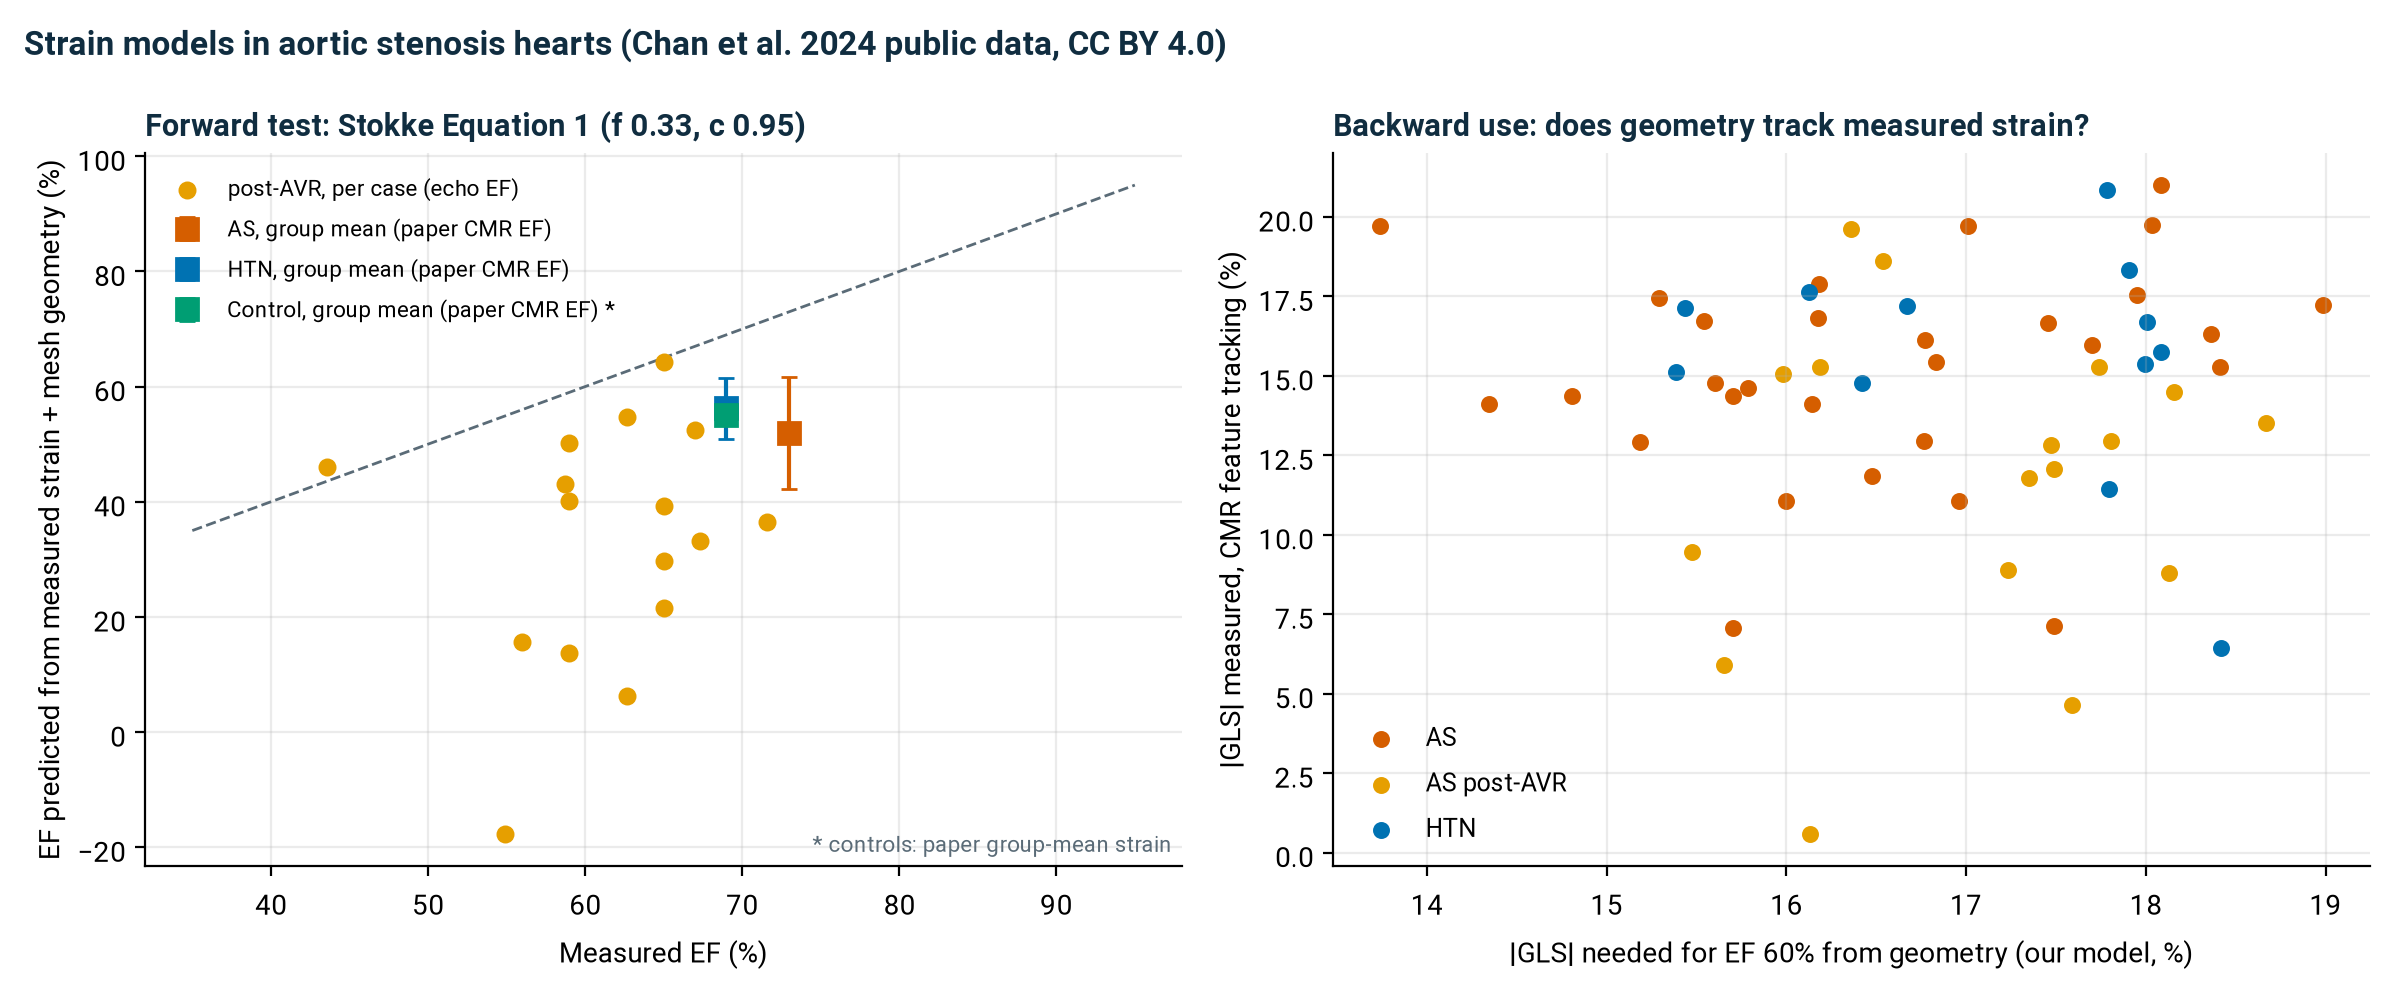 Strain models in aortic stenosis hearts (Chan et al. 2024 public data, CC BY 4.0)
Forward test: Stokke Equation 1 (f 0.33, c 0.95)
EF predicted from measured strain + mesh geometry (%)
100
80
60
40
20
0
−20
post-AVR, per case (echo EF)
AS, group mean (paper CMR EF)
HTN, group mean (paper CMR EF)
Control, group mean (paper CMR EF) *
* controls: paper group-mean strain
40 50 60 70 80 90
Measured EF (%)
Backward use: does geometry track measured strain?
|GLS| measured, CMR feature tracking (%)
20.0
17.5
15.0
12.5
10.0
7.5
5.0
2.5
0.0
AS
AS post-AVR
HTN
14 15 16 17 18 19
|GLS| needed for EF 60% from geometry (our model, %)